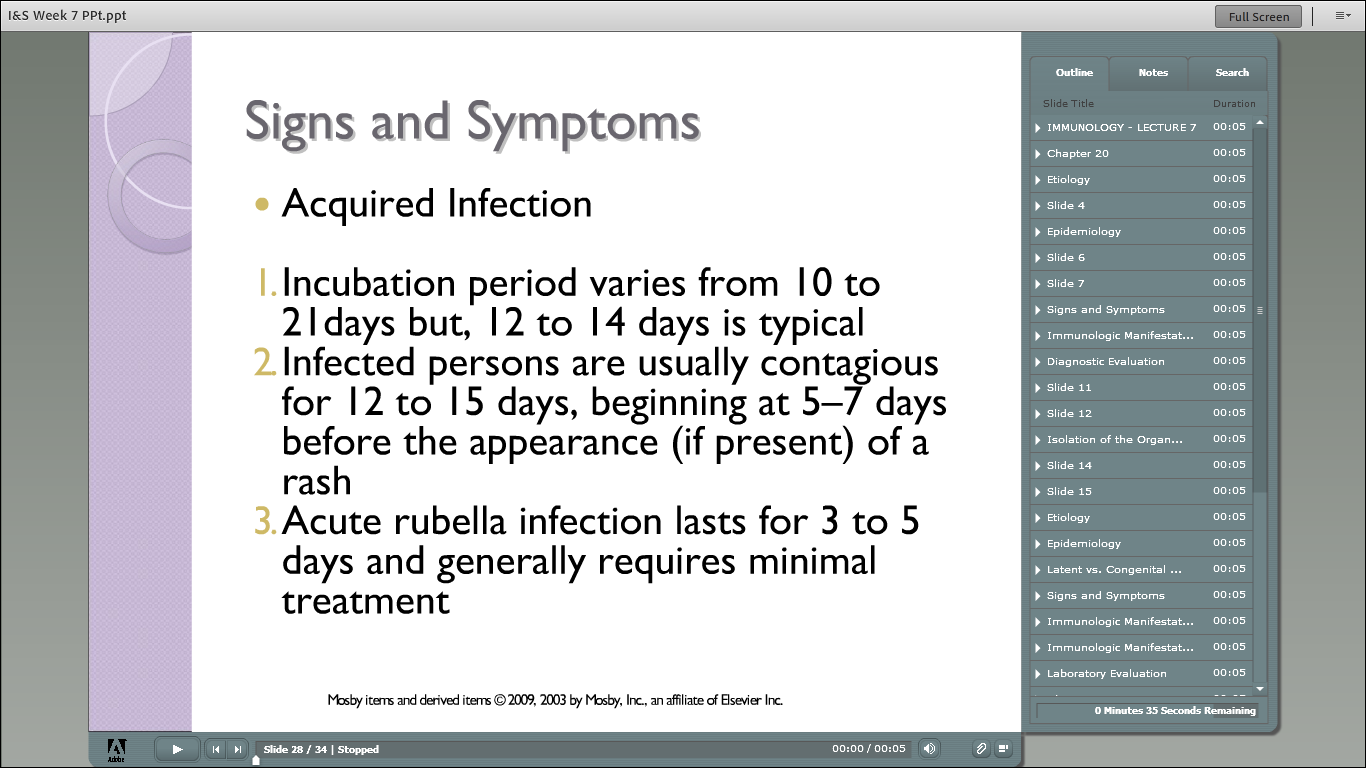 I&S Week 7 PPt.ppt
Full Screen
Signs and Symptoms
• Acquired Infection
1. Incubation period varies from 10 to
21days but, 12 to 14 days is typical
2. Infected persons are usually contagious
for 12 to 15 days, beginning at 5–7 days
before the appearance (if present) of a
rash
3. Acute rubella infection lasts for 3 to 5
days and generally requires minimal
treatment
Mosby items and derived items © 2009, 2003 by Mosby, Inc., an affiliate of Elsevier Inc.
Outline Notes Search
Slide Title Duration
IMMUNOLOGY - LECTURE 7 00:05
Chapter 20 00:05
Etiology 00:05
Slide 4 00:05
Epidemiology 00:05
Slide 6 00:05
Slide 7 00:05
Signs and Symptoms 00:05
Immunologic Manifestat... 00:05
Diagnostic Evaluation 00:05
Slide 11 00:05
Slide 12 00:05
Isolation of the Organ... 00:05
Slide 14 00:05
Slide 15 00:05
Etiology 00:05
Epidemiology 00:05
Latent vs. Congenital ... 00:05
Signs and Symptoms 00:05
Immunologic Manifestat... 00:05
Immunologic Manifestat... 00:05
Laboratory Evaluation 00:05
0 Minutes 35 Seconds Remaining
Adobe
Slide 28 / 34 | Stopped
00:00 / 00:05